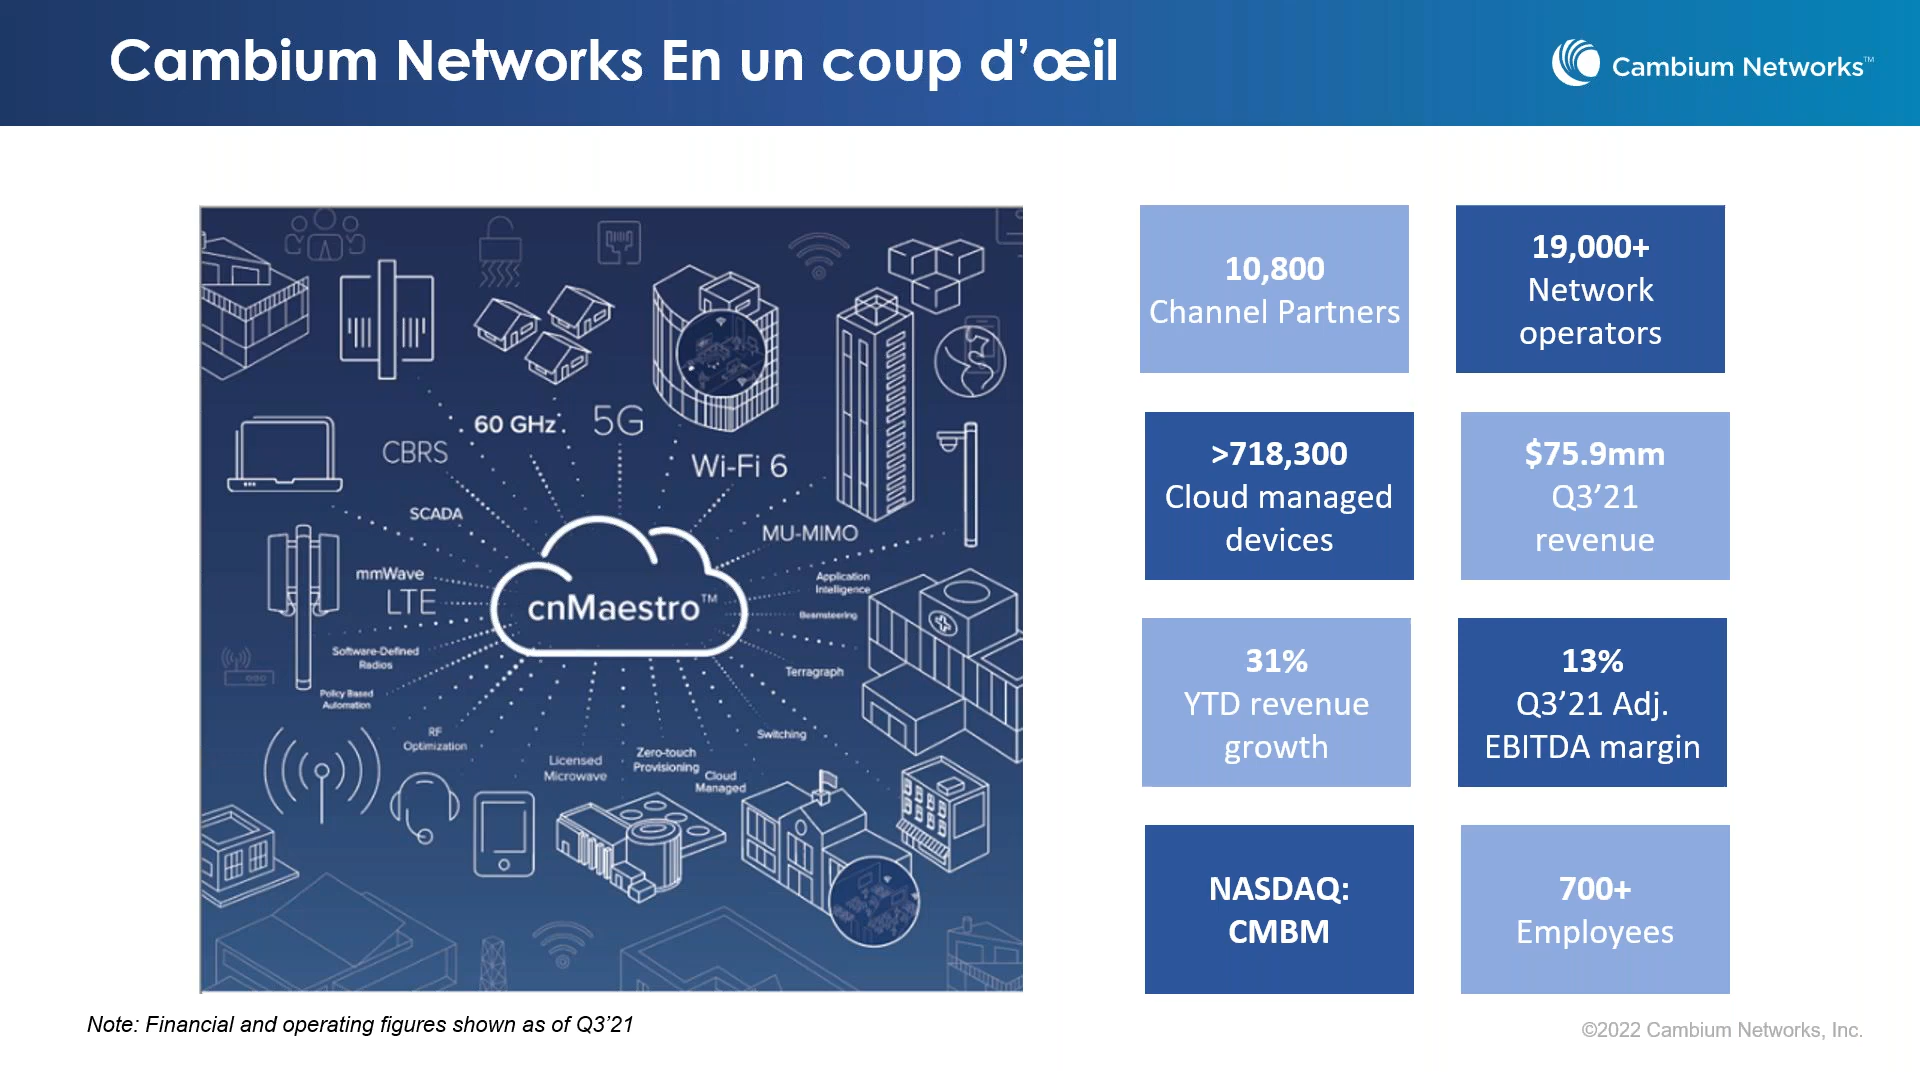 Cambium Networks En un coup d’œil
Cambium Networks™
60 GHz
5G
CBRS
Wi-Fi 6
SCADA
MU-MIMO
mmWave
LTE
Application
Intelligence
Beamsteering
cnMaestro™
Software-Defined
Radios
Terragraph
Policy Based
Automation
RF
Optimization
Switching
Licensed
Microwave
Zero-touch
Provisioning
Cloud
Managed
10,800
Channel Partners
19,000+
Network
operators
>718,300
Cloud managed
devices
$75.9mm
Q3’21
revenue
31%
YTD revenue
growth
13%
Q3’21 Adj.
EBITDA margin
NASDAQ:
CMBM
700+
Employees
Note: Financial and operating figures shown as of Q3’21
©2022 Cambium Networks, Inc.